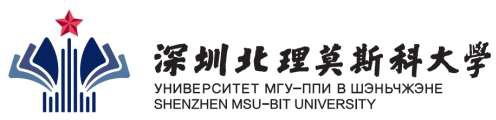 深圳北理莫斯科大學
УНИВЕРСИТЕТ МГУ-ППИ В ШЭНЬЧЖЭНЕ
SHENZHEN MSU-BIT UNIVERSITY